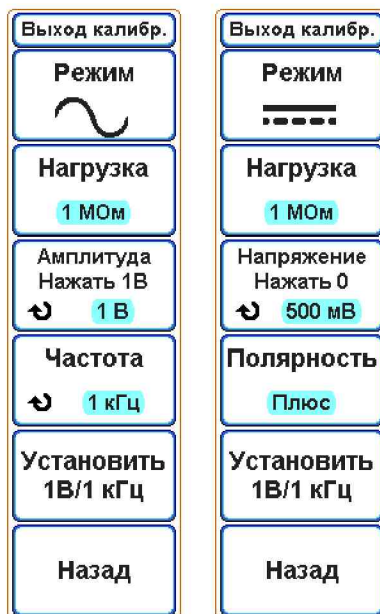 Выход калибр.
Режим
Нагрузка
1 МОм
Амплитуда
Нажать 1В
1 В
Частота
1 кГц
Установить
1В/1 кГц
Назад
Выход калибр.
Режим
Нагрузка
1 МОм
Напряжение
Нажать 0
500 мВ
Полярность
Плюс
Установить
1В/1 кГц
Назад